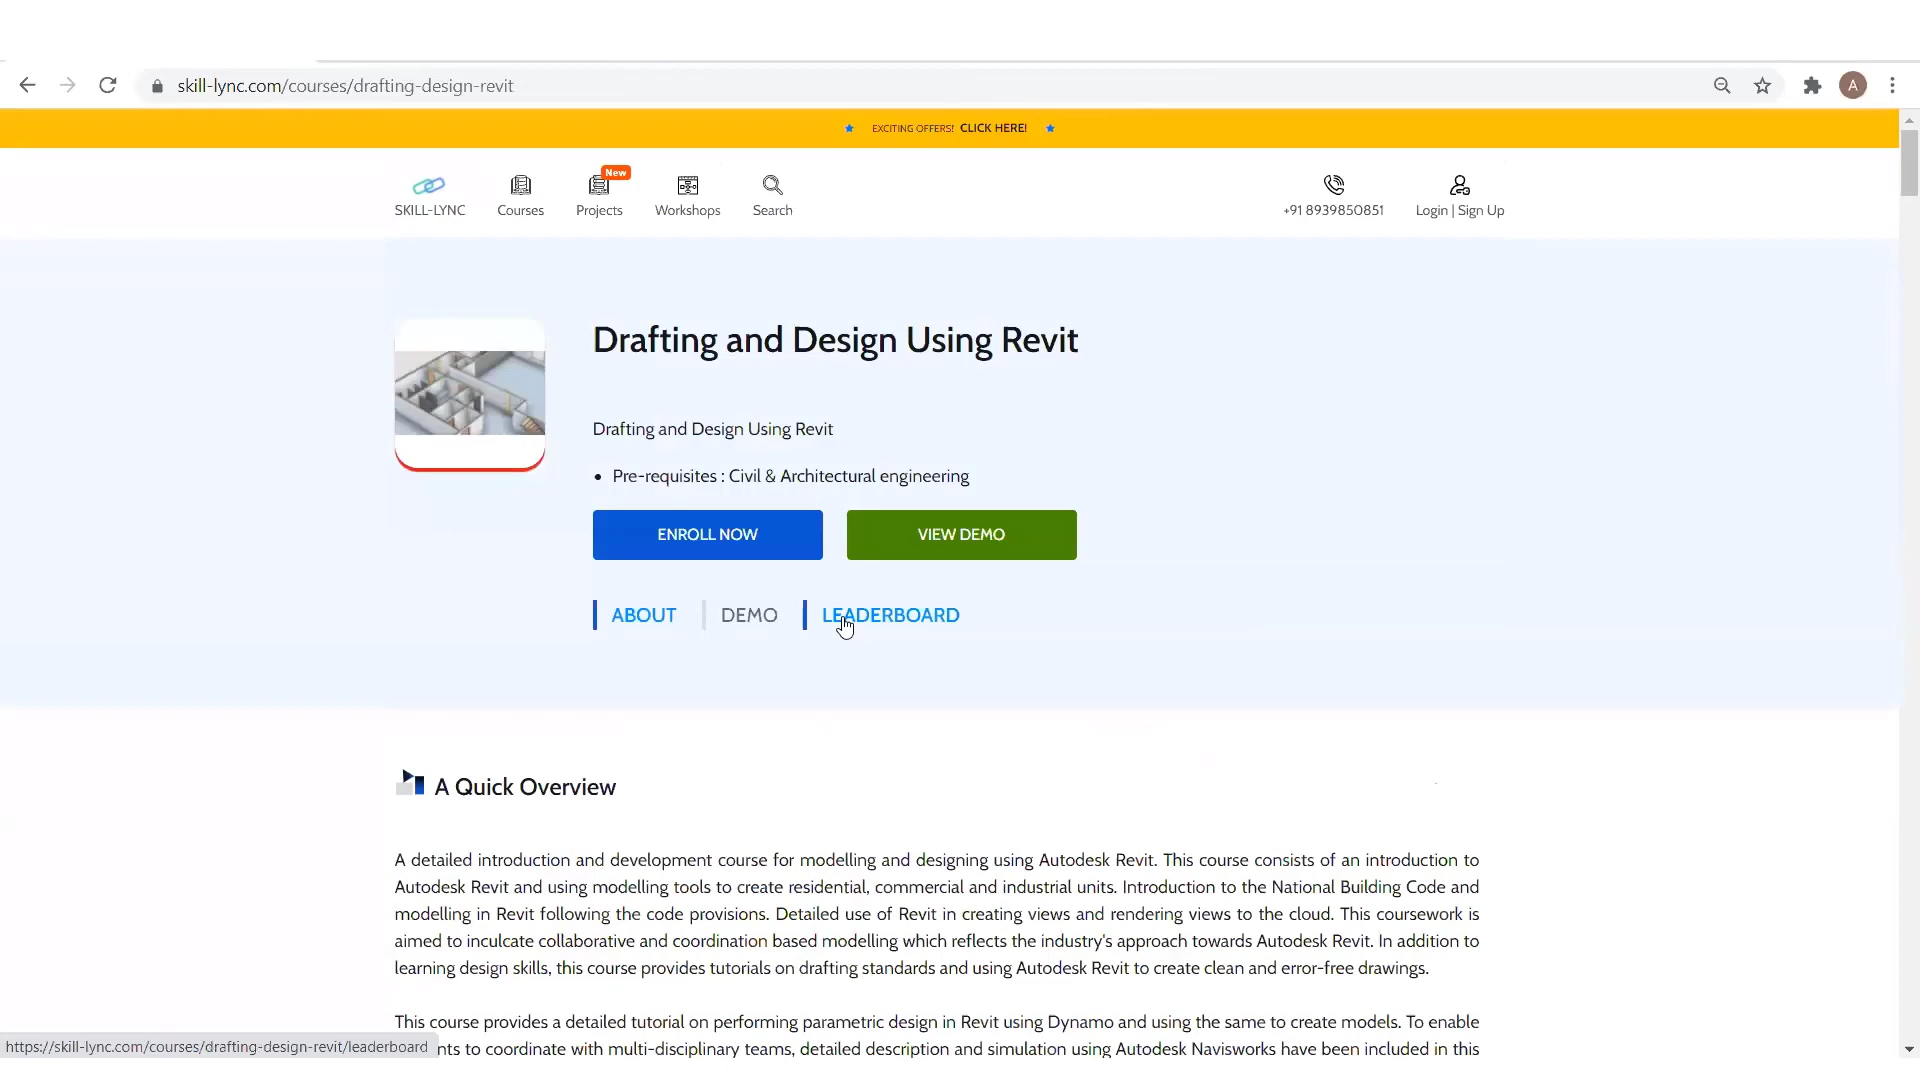 skill-lync.com/courses/drafting-design-revit
A
EXCITING OFFERS! CLICK HERE!
New
SKILL-LYNC
Courses
Projects
Workshops
Search
+91 8939850851
Login | Sign Up
Drafting and Design Using Revit
Drafting and Design Using Revit
• Pre-requisites : Civil & Architectural engineering
ENROLL NOW
VIEW DEMO
ABOUT
DEMO
LEADERBOARD
A Quick Overview
A detailed introduction and development course for modelling and designing using Autodesk Revit. This course consists of an introduction to
Autodesk Revit and using modelling tools to create residential, commercial and industrial units. Introduction to the National Building Code and
modelling in Revit following the code provisions. Detailed use of Revit in creating views and rendering views to the cloud. This coursework is
aimed to inculcate collaborative and coordination based modelling which reflects the industry's approach towards Autodesk Revit. In addition to
learning design skills, this course provides tutorials on drafting standards and using Autodesk Revit to create clean and error-free drawings.
This course provides a detailed tutorial on performing parametric design in Revit using Dynamo and using the same to create models. To enable
nts to coordinate with multi-disciplinary teams, detailed description and simulation using Autodesk Navisworks have been included in this
https://skill-lync.com/courses/drafting-design-revit/leaderboard